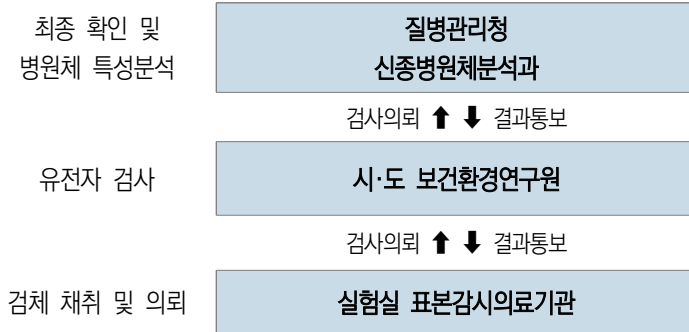 최종 확인 및
병원체 특성분석
질병관리청
신종병원체분석과
검사의뢰 ⬆ ⬇ 결과통보
유전자 검사
시·도 보건환경연구원
검사의뢰 ⬆ ⬇ 결과통보
검체 채취 및 의뢰
실험실 표본감시의료기관